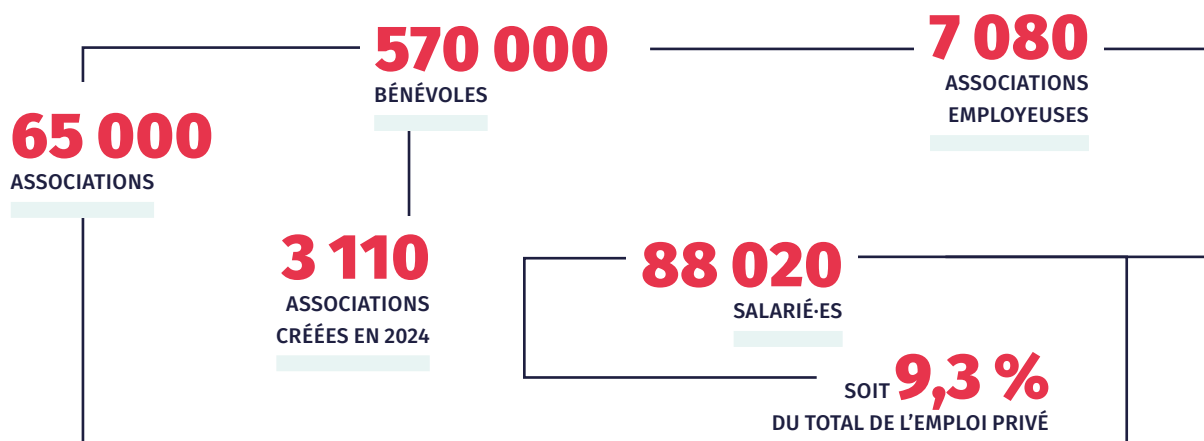 65 000
ASSOCIATIONS
570 000
BÉNÉVOLES
7 080
ASSOCIATIONS
EMPLOYEUSES
3 110
ASSOCIATIONS
CRÉÉES EN 2024
88 020
SALARIÉ·ES
SOIT 9,3 %
DU TOTAL DE L’EMPLOI PRIVÉ